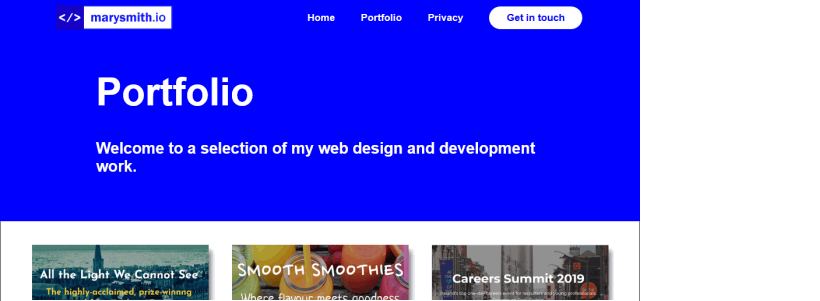 </> marysmith.io
Home Portfolio Privacy Get in touch
Portfolio
Welcome to a selection of my web design and development
work.
All the Light We Cannot See
The highly-acclaimed, prize-winning
SMOOTH SMOOTHIES
Where flavour meets goodness
Careers Summit 2019